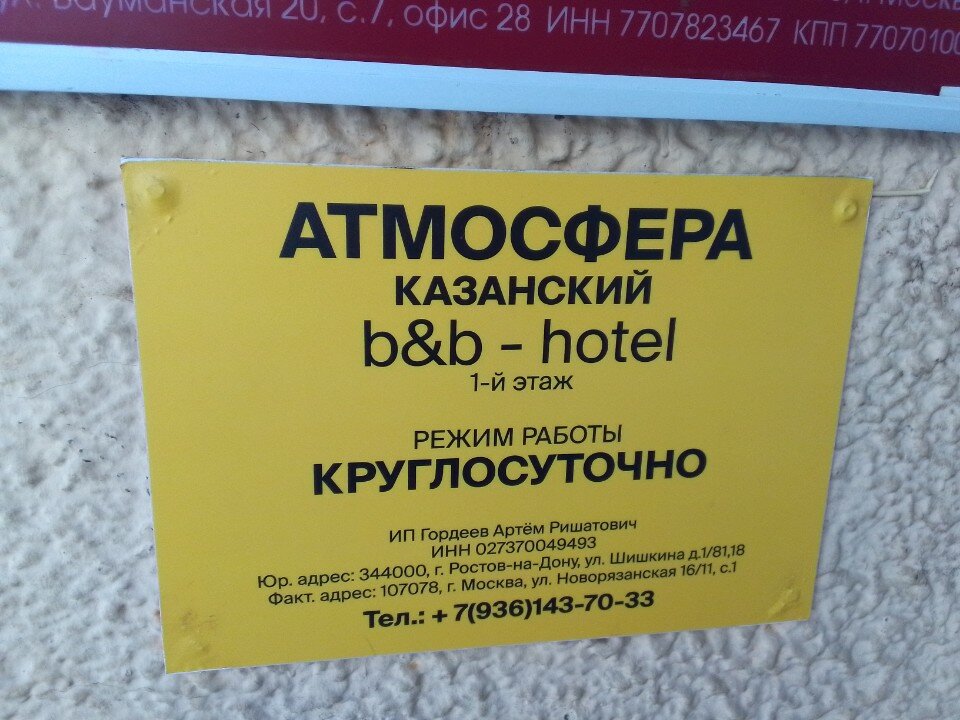 Бауманская 20, с.7, офис 28 ИНН 7707823467 КПП 77070100
АТМОСФЕРА
КАЗАНСКИЙ
b&b - hotel
1-й этаж
РЕЖИМ РАБОТЫ
КРУГЛОСУТОЧНО
ИП Гордеев Артём Ришатович
ИНН 027370049493
Юр. адрес: 344000, г. Ростов-на-Дону, ул. Шишкина д.1/81,18
Факт. адрес: 107078, г. Москва, ул. Новорязанская 16/11, с.1
Тел.: + 7(936)143-70-33